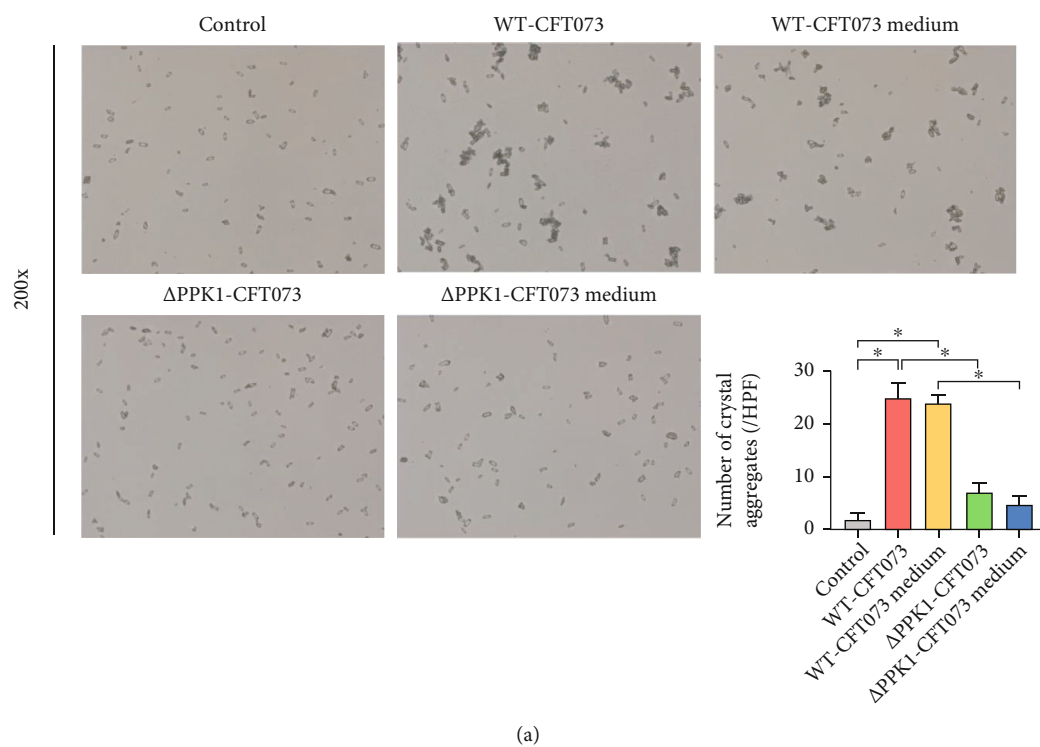 Control
WT-CFT073
WT-CFT073 medium
200x
ΔPPK1-CFT073
ΔPPK1-CFT073 medium
Number of crystal
aggregates (/HPF)
30
20
10
0
*
*
*
*
Control
WT-CFT073
WT-CFT073 medium
ΔPPK1-CFT073
ΔPPK1-CFT073 medium
(a)